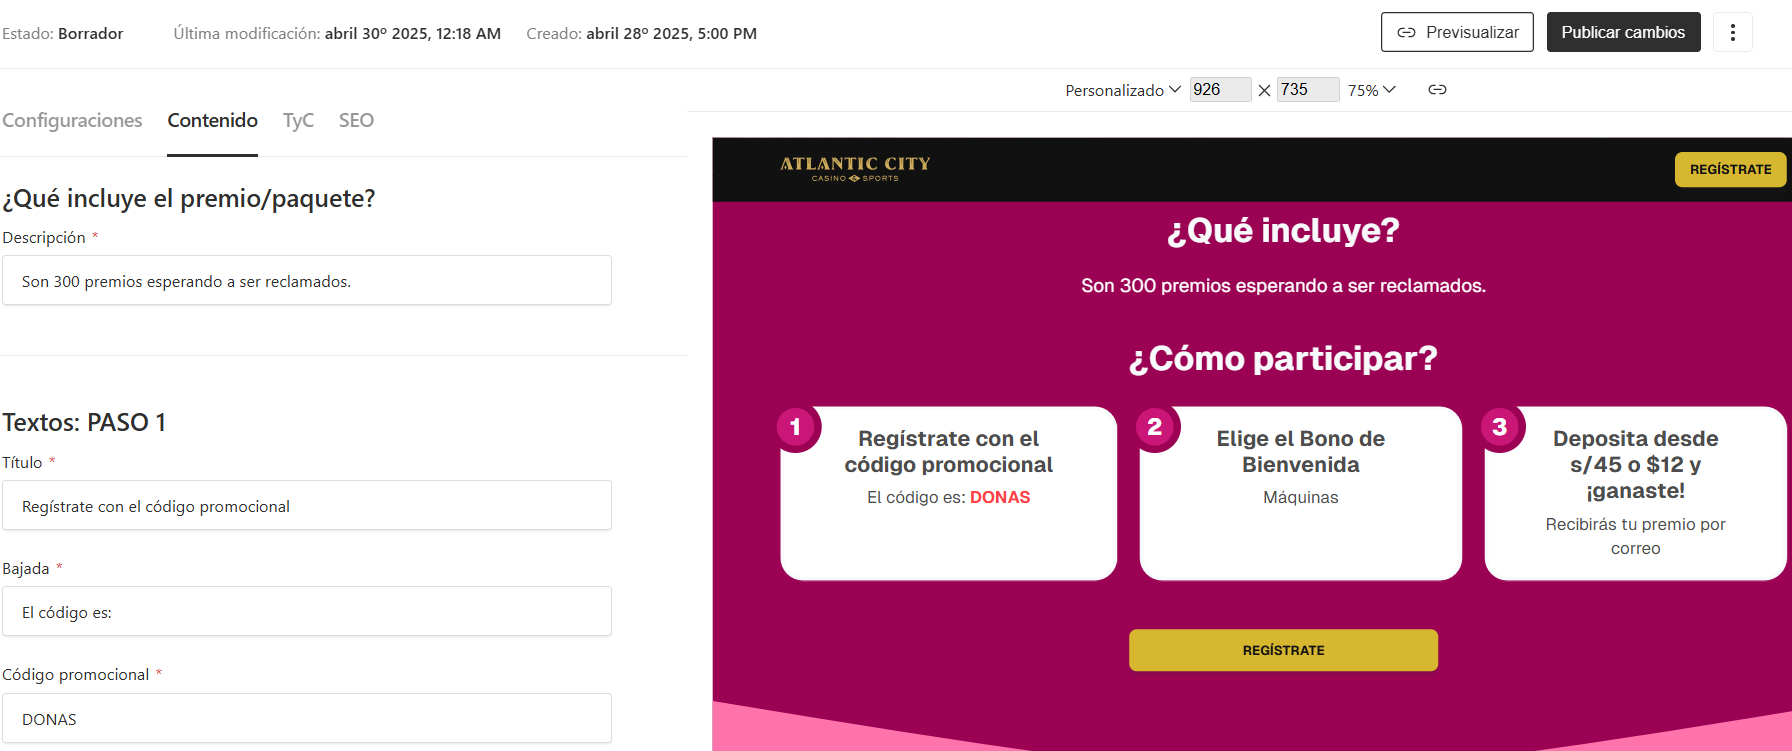 Estado: Borrador
Última modificación: abril 30º 2025, 12:18 AM
Creado: abril 28º 2025, 5:00 PM
Previsualizar
Publicar cambios
Personalizado
926
735
75%
Configuraciones
Contenido
TyC
SEO
¿Qué incluye el premio/paquete?
Descripción *
Son 300 premios esperando a ser reclamados.
Textos: PASO 1
Título *
Regístrate con el código promocional
Bajada *
El código es:
Código promocional *
DONAS
ATLANTIC CITY
CASINO SPORTS
REGÍSTRATE
¿Qué incluye?
Son 300 premios esperando a ser reclamados.
¿Cómo participar?
1
Regístrate con el
código promocional
El código es: DONAS
2
Elige el Bono de
Bienvenida
Máquinas
3
Deposita desde
s/45 o $12 y
¡ganaste!
Recibirás tu premio por
correo
REGÍSTRATE